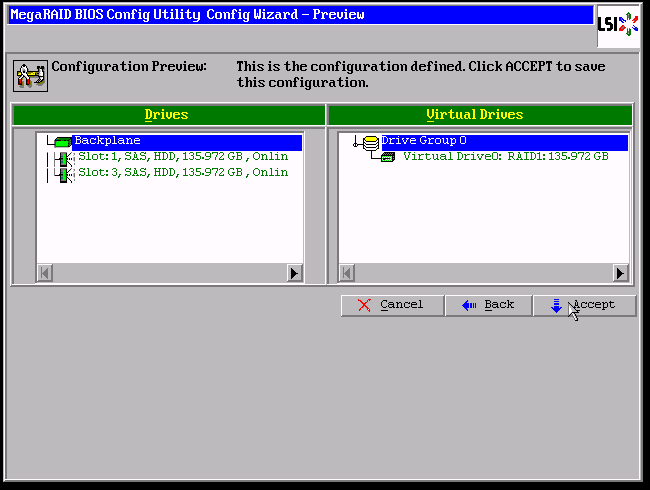 MegaRAID BIOS Config Utility Config Wizard - Preview
LSI
Configuration Preview:
This is the configuration defined. Click ACCEPT to save
this configuration.
Drives
Virtual Drives
Backplane
Slot: 1, SAS, HDD, 135.972 GB , Onlin
Slot: 3, SAS, HDD, 135.972 GB , Onlin
Drive Group 0
Virtual Drive0: RAID1:135.972 GB
Cancel
Back
Accept